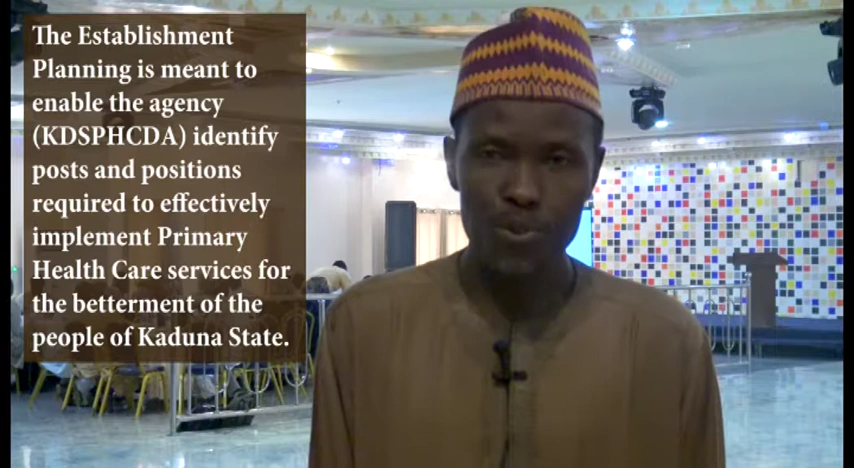 The Establishment
Planning is meant to
enable the agency
(KDSPHCDA) identify
posts and positions
required to effectively
implement Primary
Health Care services for
the betterment of the
people of Kaduna State.